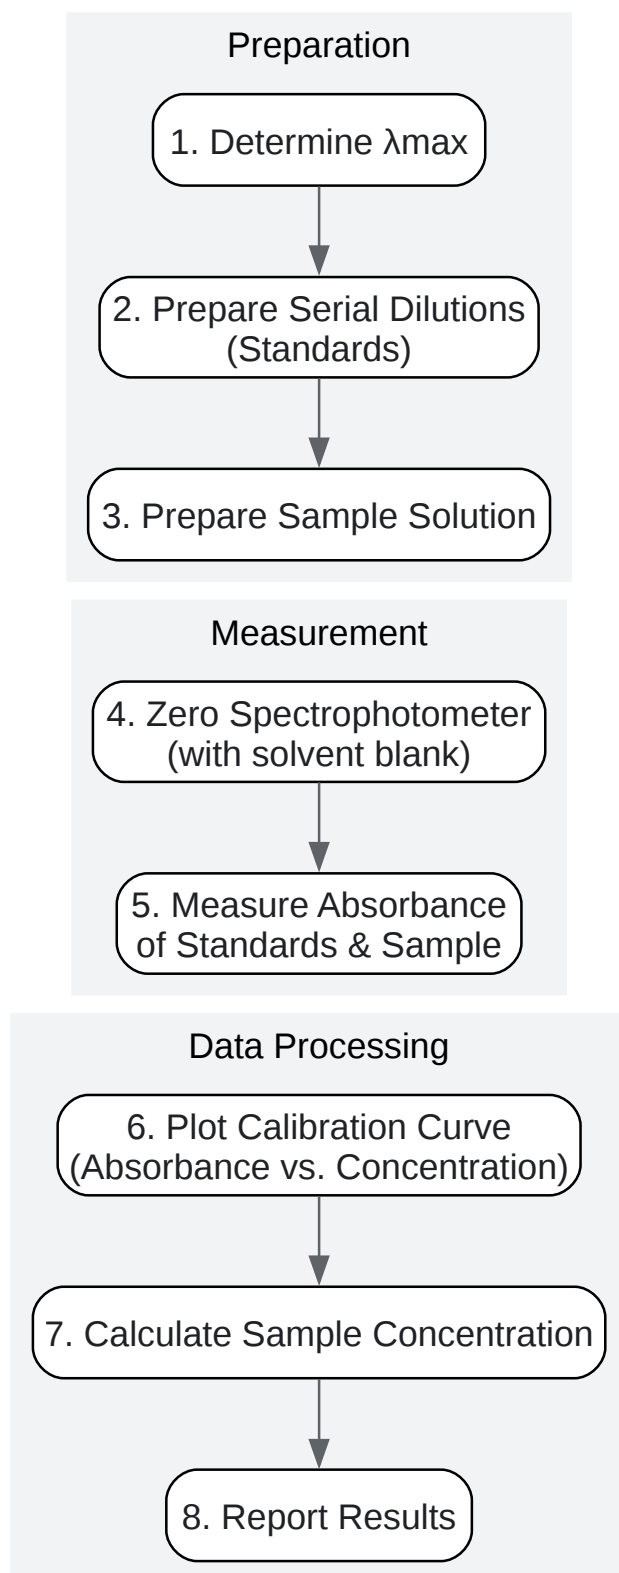 Preparation
1. Determine λmax
2. Prepare Serial Dilutions
(Standards)
3. Prepare Sample Solution
Measurement
4. Zero Spectrophotometer
(with solvent blank)
5. Measure Absorbance
of Standards & Sample
Data Processing
6. Plot Calibration Curve
(Absorbance vs. Concentration)
7. Calculate Sample Concentration
8. Report Results